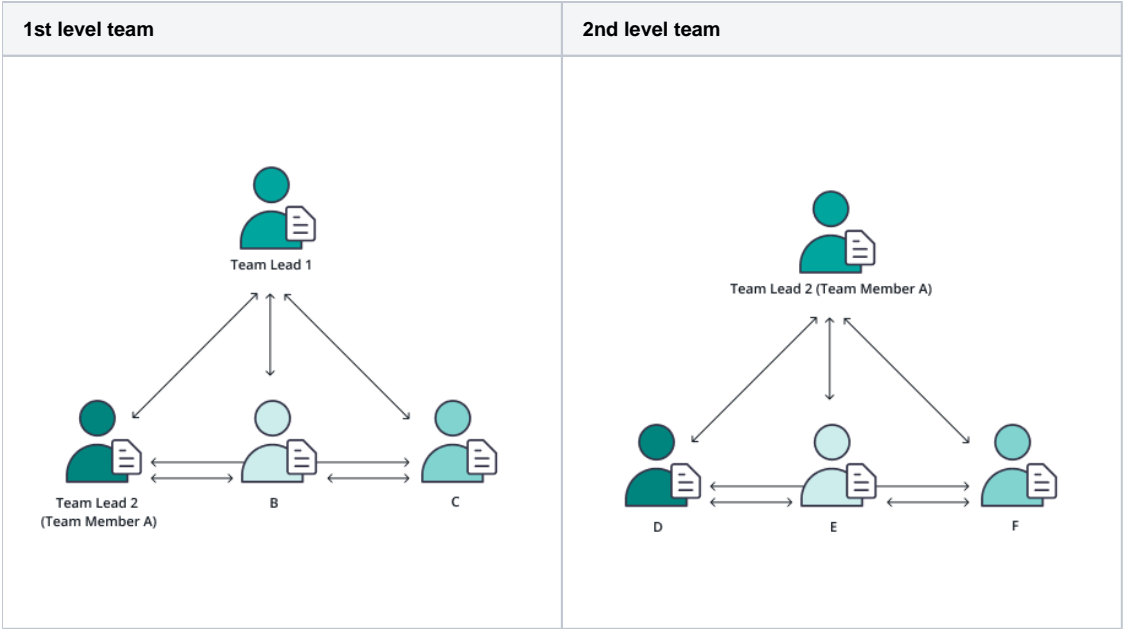 1st level team
2nd level team
Team Lead 1
Team Lead 2
(Team Member A)
B
C
Team Lead 2 (Team Member A)
D
E
F